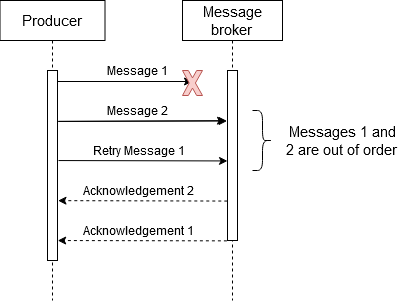 Producer
Message
broker
Message 1
X
Message 2
Retry Message 1
Messages 1 and
2 are out of order
Acknowledgement 2
Acknowledgement 1